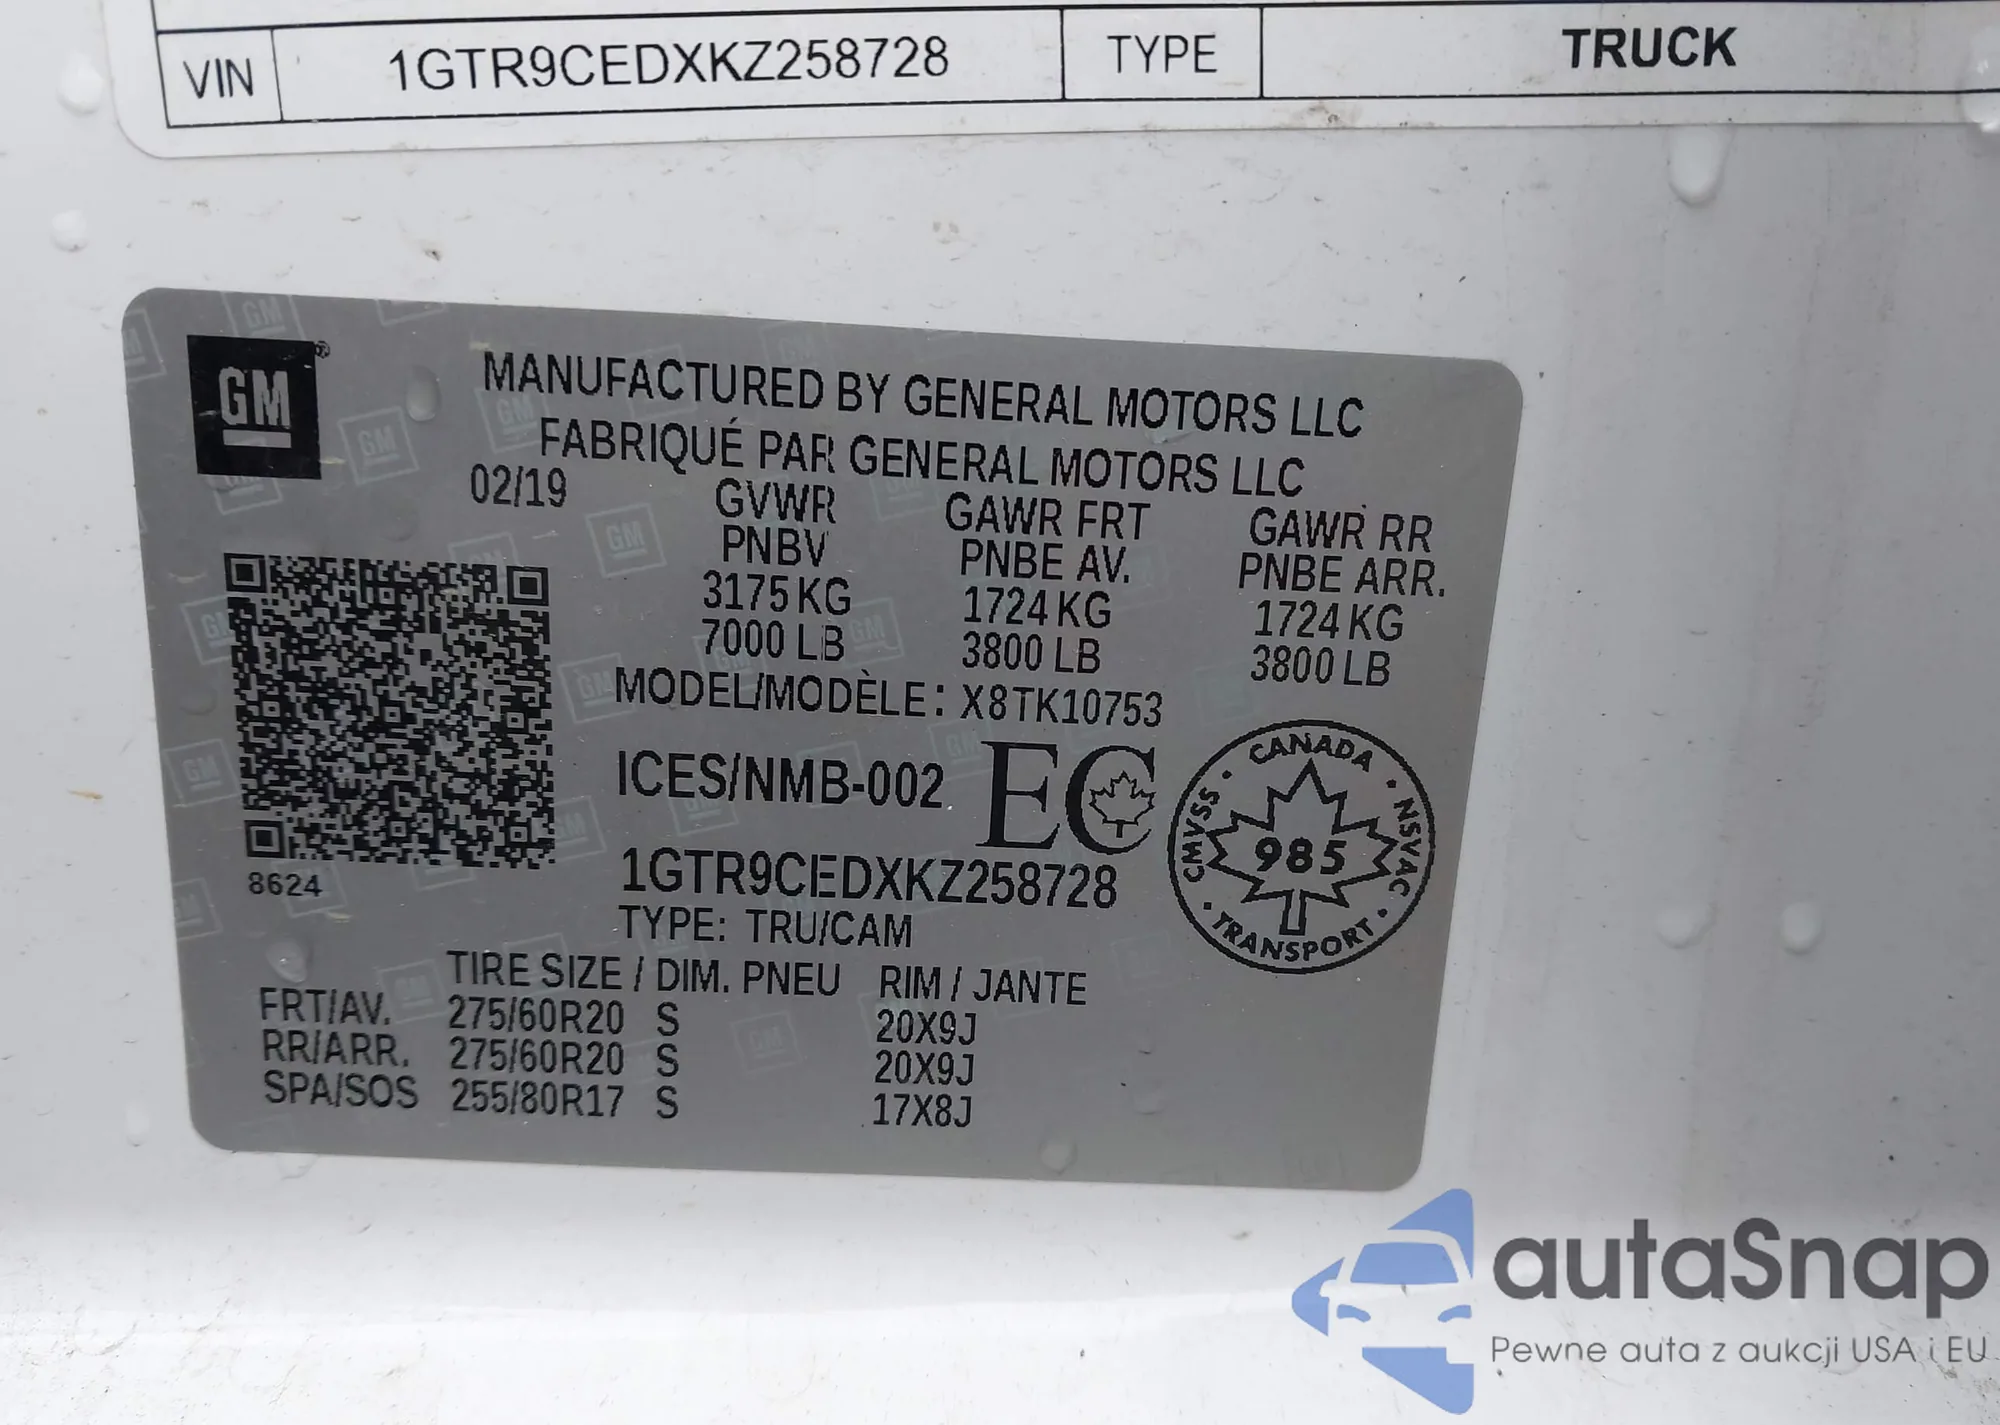 VIN 1GTR9CEDXKZ258728 TYPE TRUCK
GM®
MANUFACTURED BY GENERAL MOTORS LLC
FABRIQUÉ PAR GENERAL MOTORS LLC
02/19 GVWR GAWR FRT GAWR RR
PNBV PNBE AV. PNBE ARR.
3175 KG 1724 KG 1724 KG
7000 LB 3800 LB 3800 LB
MODEL/MODÈLE: X8TK10753
ICES/NMB-002 EC
CANADA · NSVAC · TRANSPORT · CMVSS ·
985
1GTR9CEDXKZ258728
8624
TYPE: TRU/CAM
TIRE SIZE / DIM. PNEU RIM / JANTE
FRT/AV. 275/60R20 S 20X9J
RR/ARR. 275/60R20 S 20X9J
SPA/SOS 255/80R17 S 17X8J
autaSnap
Pewne auta z aukcji USA i EU